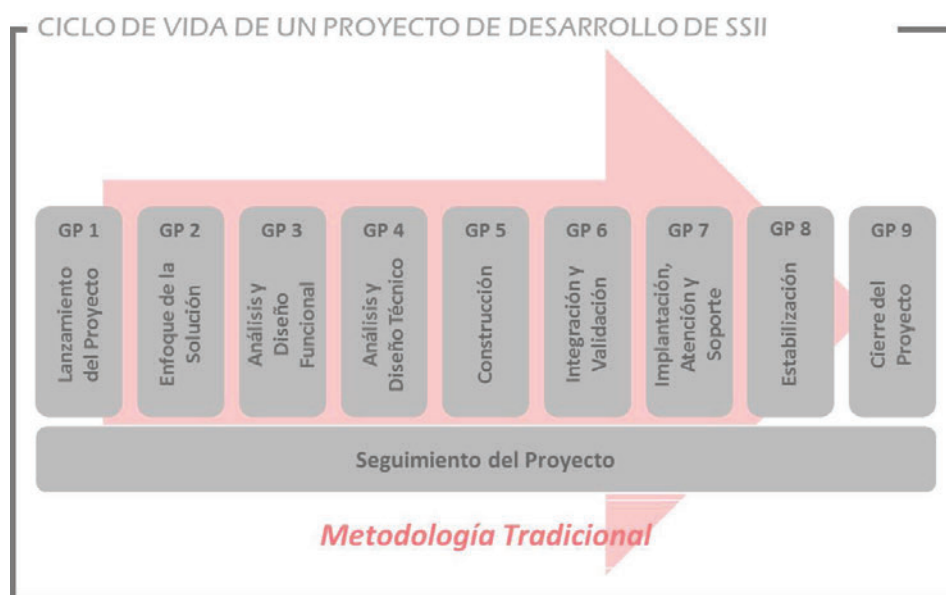 CICLO DE VIDA DE UN PROYECTO DE DESARROLLO DE SSII
GP 1
Lanzamiento
del Proyecto
GP 2
Enfoque de la
Solución
GP 3
Análisis y
Diseño
Funcional
GP 4
Análisis y
Diseño Técnico
GP 5
Construcción
GP 6
Integración y
Validación
GP 7
Implantación,
Atención y
Soporte
GP 8
Estabilización
GP 9
Cierre del
Proyecto
Seguimiento del Proyecto
Metodología Tradicional